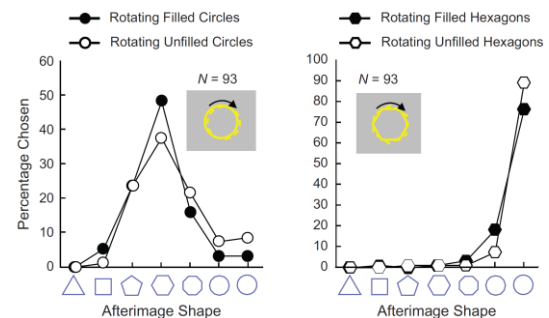 Rotating Filled Circles
Rotating Unfilled Circles
N = 93
Percentage Chosen
60
50
40
30
20
10
0
Afterimage Shape
Rotating Filled Hexagons
Rotating Unfilled Hexagons
N = 93
100
90
80
70
60
50
40
30
20
10
0
Afterimage Shape